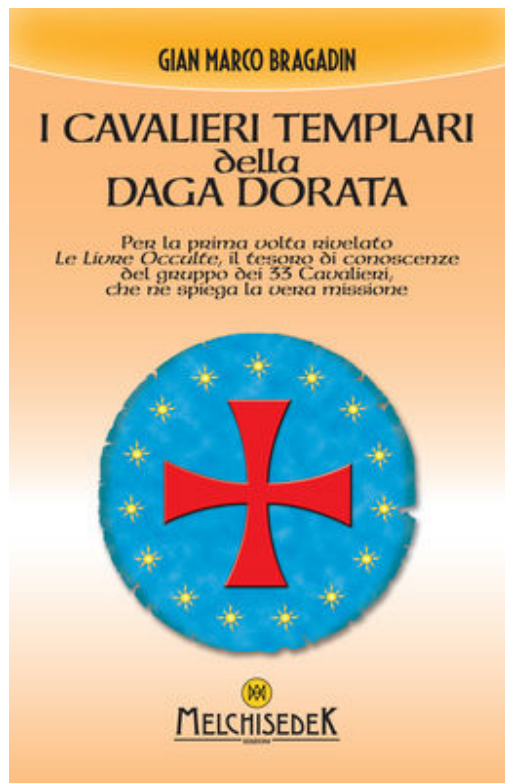 GIAN MARCO BRAGADIN
I CAVALIERI TEMPLARI
della
DAGA DORATA
Per la prima volta rivelato
Le Livre Occulte, il tesoro di conoscenze
del gruppo dei 33 Cavalieri,
che ne spiega la vera missione
MELCHISEDEK
EDIZIONI